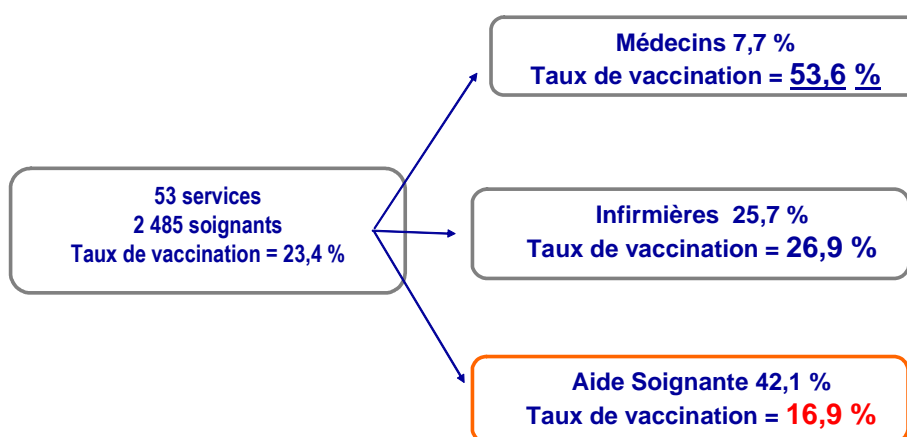 Médecins 7,7 %
Taux de vaccination = 53,6 %
53 services
2 485 soignants
Taux de vaccination = 23,4 %
Infirmières 25,7 %
Taux de vaccination = 26,9 %
Aide Soignante 42,1 %
Taux de vaccination = 16,9 %